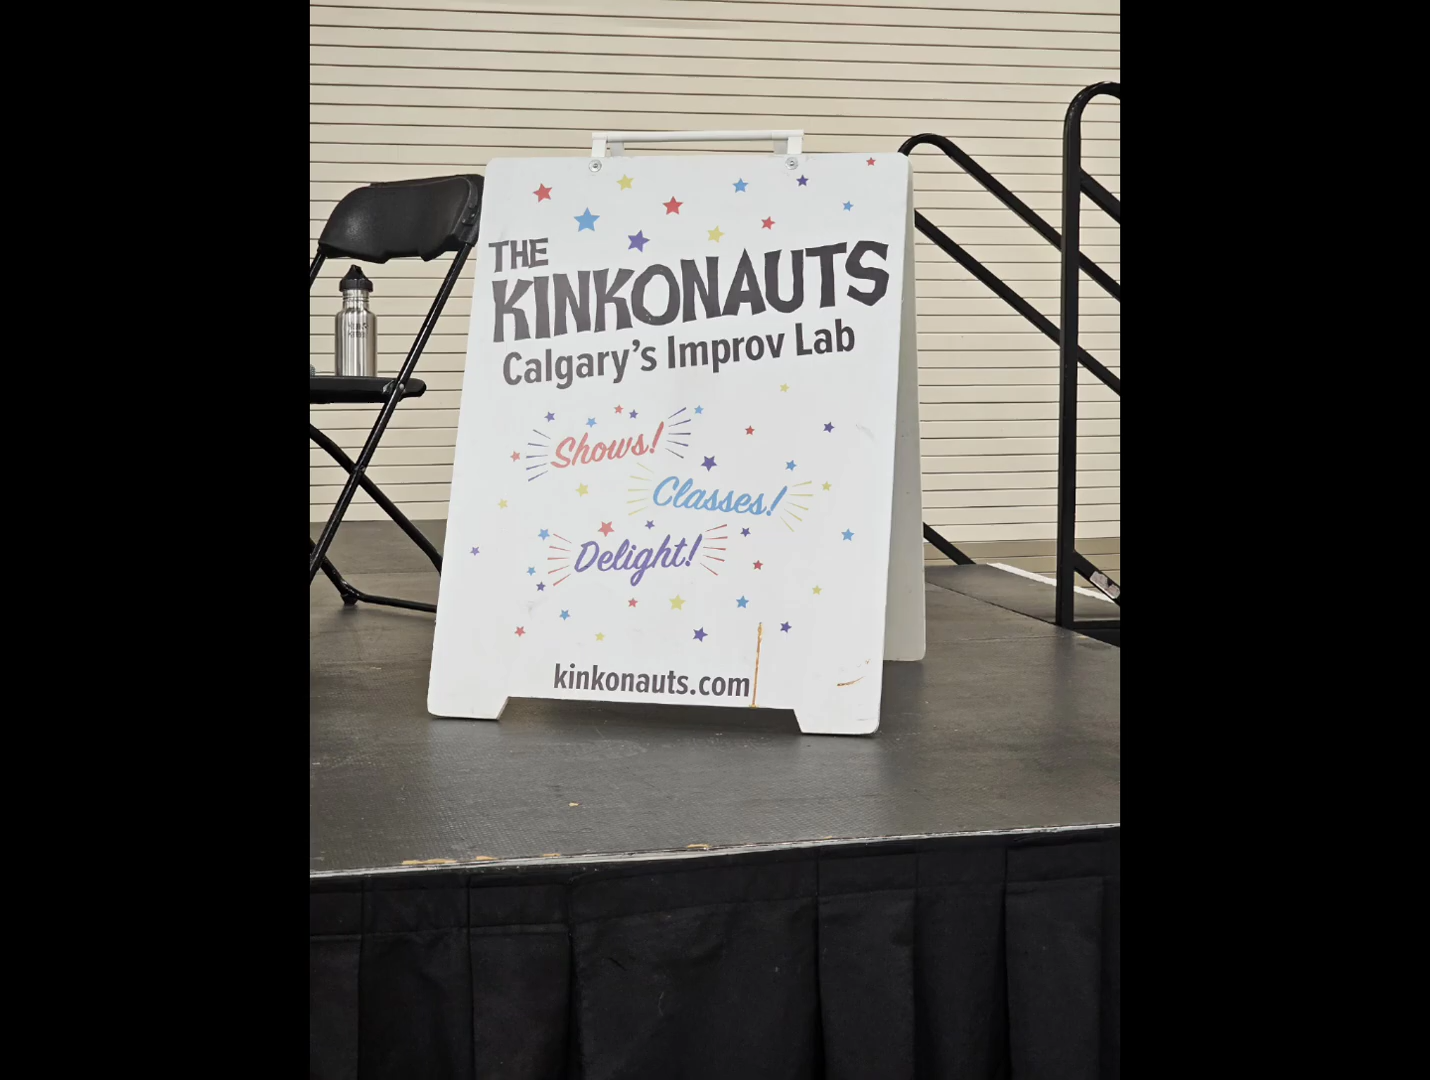 THE
KINKONAUTS
Calgary's Improv Lab
Shows!
Classes!
Delight!
kinkonauts.com